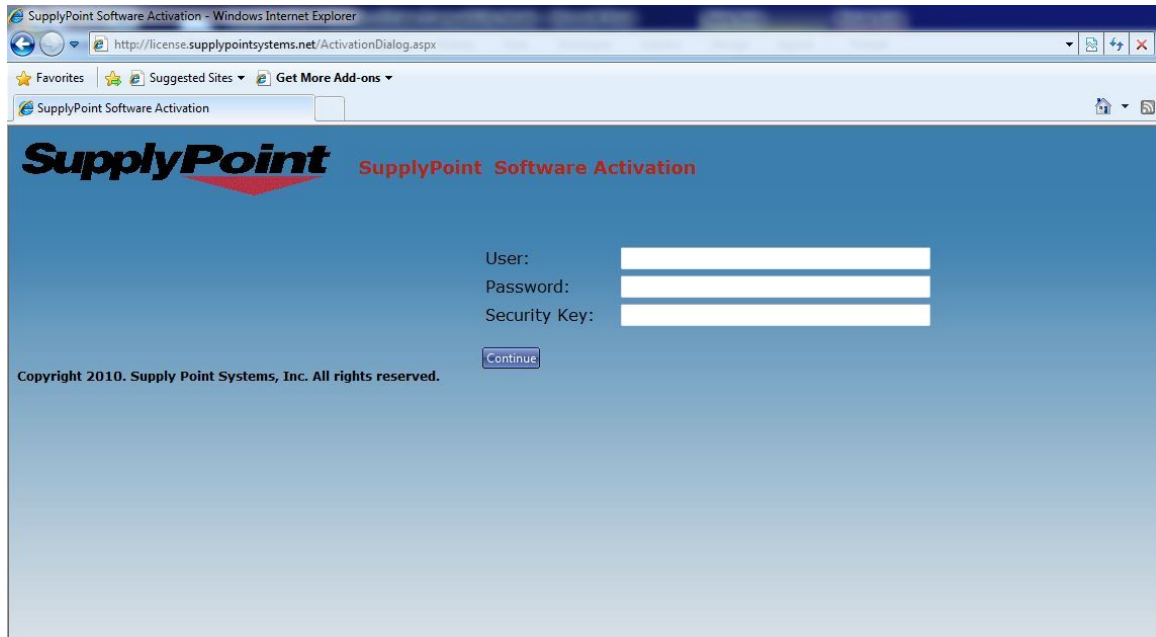 SupplyPoint Software Activation - Windows Internet Explorer
http://license.supplypointsystems.net/ActivationDialog.aspx
Favorites Suggested Sites Get More Add-ons
SupplyPoint Software Activation
SupplyPoint SupplyPoint Software Activation
User:
Password:
Security Key:
Continue
Copyright 2010. Supply Point Systems, Inc. All rights reserved.